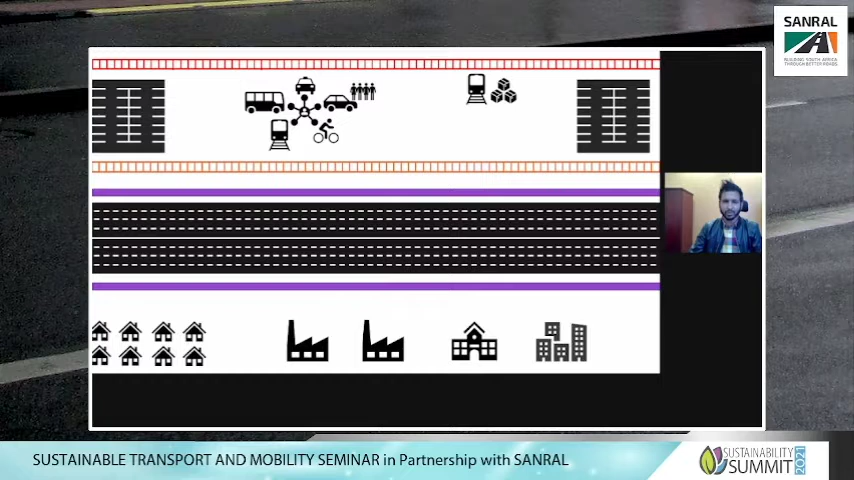 SANRAL
BUILDING SOUTH AFRICA
THROUGH BETTER ROADS
SUSTAINABLE TRANSPORT AND MOBILITY SEMINAR in Partnership with SANRAL
SUSTAINABILITY
SUMMIT 2021